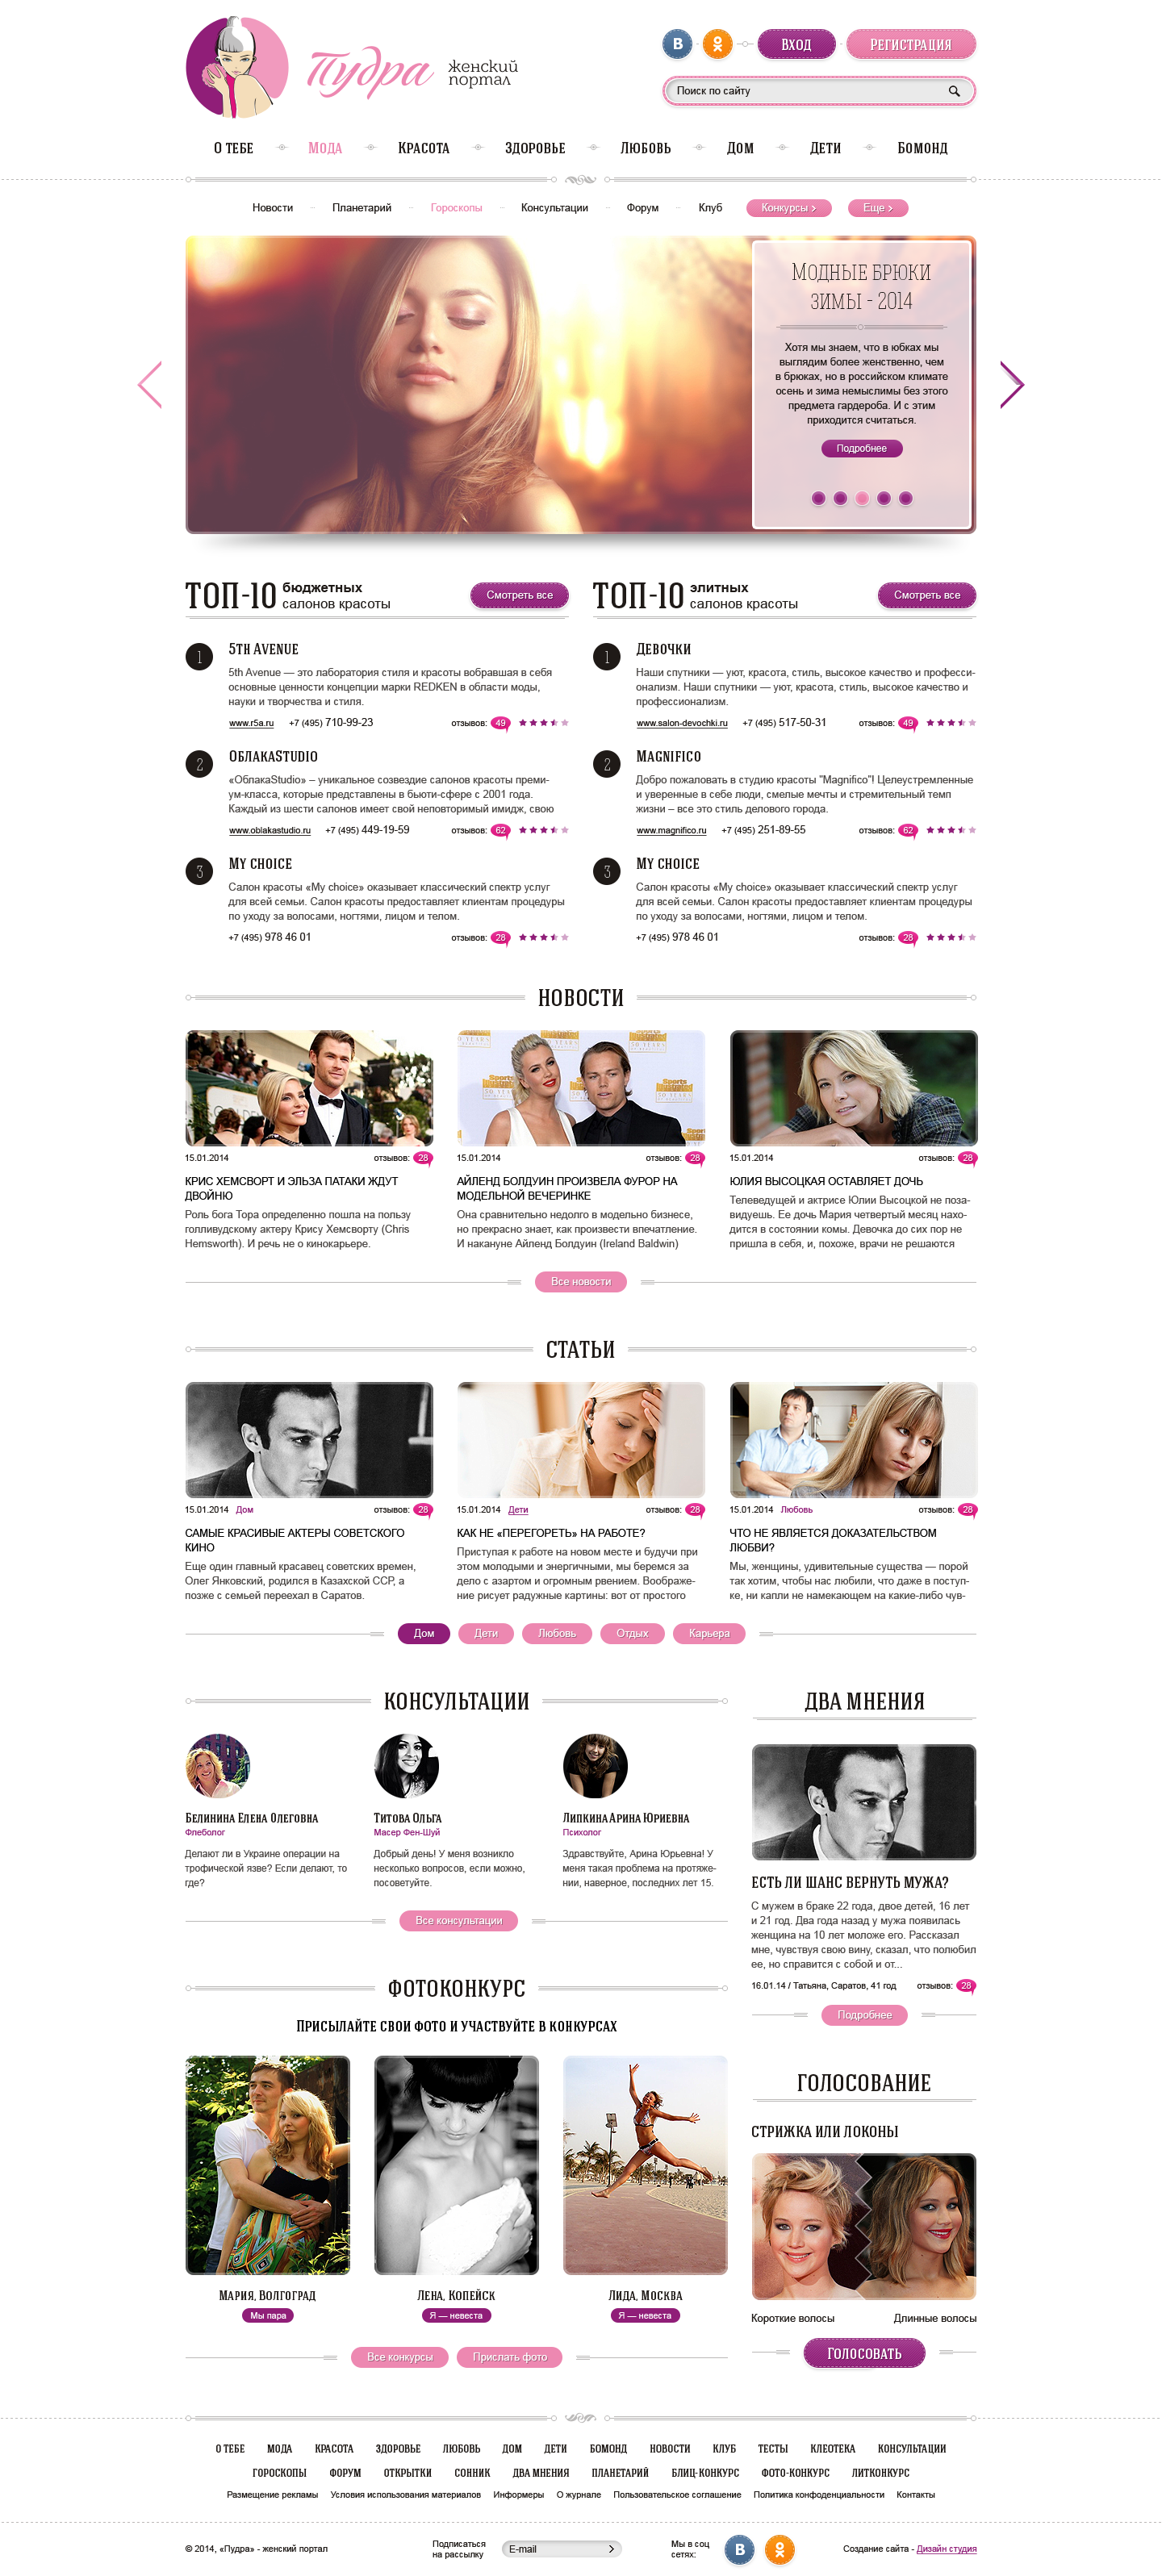 Пудра
женский
портал
В
Вход
Регистрация
Поиск по сайту
О тебе Мода Красота Здоровье Любовь Дом Дети Бомонд
Новости Планетарий Гороскопы Консультации Форум Клуб Конкурсы Еще
Модные брюки
зимы - 2014
Хотя мы знаем, что в юбках мы
выглядим более женственно, чем
в брюках, но в российском климате
осень и зима немыслимы без этого
предмета гардероба. И с этим
приходится считаться.
Подробнее
ТОП-10 бюджетных
салонов красоты
Смотреть все
1
5th Avenue
5th Avenue — это лаборатория стиля и красоты вобравшая в себя
основные ценности концепции марки REDKEN в области моды,
науки и творчества и стиля.
www.r5a.ru +7 (495) 710-99-23 отзывов: 49
2
ОблакаStudio
«ОблакаStudio» – уникальное созвездие салонов красоты преми-
ум-класса, которые представлены в бьюти-сфере с 2001 года.
Каждый из шести салонов имеет свой неповторимый имидж, свою
www.oblakastudio.ru +7 (495) 449-19-59 отзывов: 62
3
My choice
Салон красоты «My choice» оказывает классический спектр услуг
для всей семьи. Салон красоты предоставляет клиентам процедуры
по уходу за волосами, ногтями, лицом и телом.
+7 (495) 978 46 01 отзывов: 28
ТОП-10 элитных
салонов красоты
Смотреть все
1
Девочки
Наши спутники — уют, красота, стиль, высокое качество и професси-
онализм. Наши спутники — уют, красота, стиль, высокое качество и
профессионализм.
www.salon-devochki.ru +7 (495) 517-50-31 отзывов: 49
2
Magnifico
Добро пожаловать в студию красоты "Magnifico"! Целеустремленные
и уверенные в себе люди, смелые мечты и стремительный темп
жизни – все это стиль делового города.
www.magnifico.ru +7 (495) 251-89-55 отзывов: 62
3
My choice
Салон красоты «My choice» оказывает классический спектр услуг
для всей семьи. Салон красоты предоставляет клиентам процедуры
по уходу за волосами, ногтями, лицом и телом.
+7 (495) 978 46 01 отзывов: 28
НОВОСТИ
Sports
Illustrated
50 YEARS
15.01.2014 отзывов: 28
КРИС ХЕМСВОРТ И ЭЛЬЗА ПАТАКИ ЖДУТ
ДВОЙНЮ
Роль бога Тора определенно пошла на пользу
голливудскому актеру Крису Хемсворту (Chris
Hemsworth). И речь не о кинокарьере.
15.01.2014 отзывов: 28
АЙЛЕНД БОЛДУИН ПРОИЗВЕЛА ФУРОР НА
МОДЕЛЬНОЙ ВЕЧЕРИНКЕ
Она сравнительно недолго в модельно бизнесе,
но прекрасно знает, как произвести впечатление.
И накануне Айленд Болдуин (Ireland Baldwin)
15.01.2014 отзывов: 28
ЮЛИЯ ВЫСОЦКАЯ ОСТАВЛЯЕТ ДОЧЬ
Телеведущей и актрисе Юлии Высоцкой не поза-
видуешь. Ее дочь Мария четвертый месяц нахо-
дится в состоянии комы. Девочка до сих пор не
пришла в себя, и, похоже, врачи не решаются
Все новости
СТАТЬИ
15.01.2014 Дом отзывов: 28
САМЫЕ КРАСИВЫЕ АКТЕРЫ СОВЕТСКОГО
КИНО
Еще один главный красавец советских времен,
Олег Янковский, родился в Казахской ССР, а
позже с семьей переехал в Саратов.
15.01.2014 Дети отзывов: 28
КАК НЕ «ПЕРЕГОРЕТЬ» НА РАБОТЕ?
Приступая к работе на новом месте и будучи при
этом молодыми и энергичными, мы беремся за
дело с азартом и огромным рвением. Воображе-
ние рисует радужные картины: вот от простого
15.01.2014 Любовь отзывов: 28
ЧТО НЕ ЯВЛЯЕТСЯ ДОКАЗАТЕЛЬСТВОМ
ЛЮБВИ?
Мы, женщины, удивительные существа — порой
так хотим, чтобы нас любили, что даже в поступ-
ке, ни капли не намекающем на какие-либо чув-
Дом Дети Любовь Отдых Карьера
КОНСУЛЬТАЦИИ
Белинина Елена Олеговна
Флеболог
Делают ли в Украине операции на
трофической язве? Если делают, то
где?
Титова Ольга
Масер Фен-Шуй
Добрый день! У меня возникло
несколько вопросов, если можно,
посоветуйте.
Липкина Арина Юриевна
Психолог
Здравствуйте, Арина Юрьевна! У
меня такая проблема на протяже-
нии, наверное, последних лет 15.
Все консультации
ДВА МНЕНИЯ
ЕСТЬ ЛИ ШАНС ВЕРНУТЬ МУЖА?
С мужем в браке 22 года, двое детей, 16 лет
и 21 год. Два года назад у мужа появилась
женщина на 10 лет моложе его. Рассказал
мне, чувствуя свою вину, сказал, что полюбил
ее, но справится с собой и от...
16.01.14 / Татьяна, Саратов, 41 год отзывов: 28
Подробнее
ФОТОКОНКУРС
Присылайте свои фото и участвуйте в конкурсах
Мария, Волгоград
Мы пара
Лена, Копейск
Я — невеста
Лида, Москва
Я — невеста
Все конкурсы Прислать фото
ГОЛОСОВАНИЕ
СТРИЖКА ИЛИ ЛОКОНЫ
Короткие волосы Длинные волосы
Голосовать
О ТЕБЕ МОДА КРАСОТА ЗДОРОВЬЕ ЛЮБОВЬ ДОМ ДЕТИ БОМОНД НОВОСТИ КЛУБ ТЕСТЫ КЛЕОТЕКА КОНСУЛЬТАЦИИ
ГОРОСКОПЫ ФОРУМ ОТКРЫТКИ СОННИК ДВА МНЕНИЯ ПЛАНЕТАРИЙ БЛИЦ-КОНКУРС ФОТО-КОНКУРС ЛИТКОНКУРС
Размещение рекламы Условия использования материалов Информеры О журнале Пользовательское соглашение Политика конфоденциальности Контакты
© 2014, «Пудра» - женский портал
Подписаться
на рассылку
E-mail
Мы в соц
сетях:
В
Создание сайта - Дизайн студия